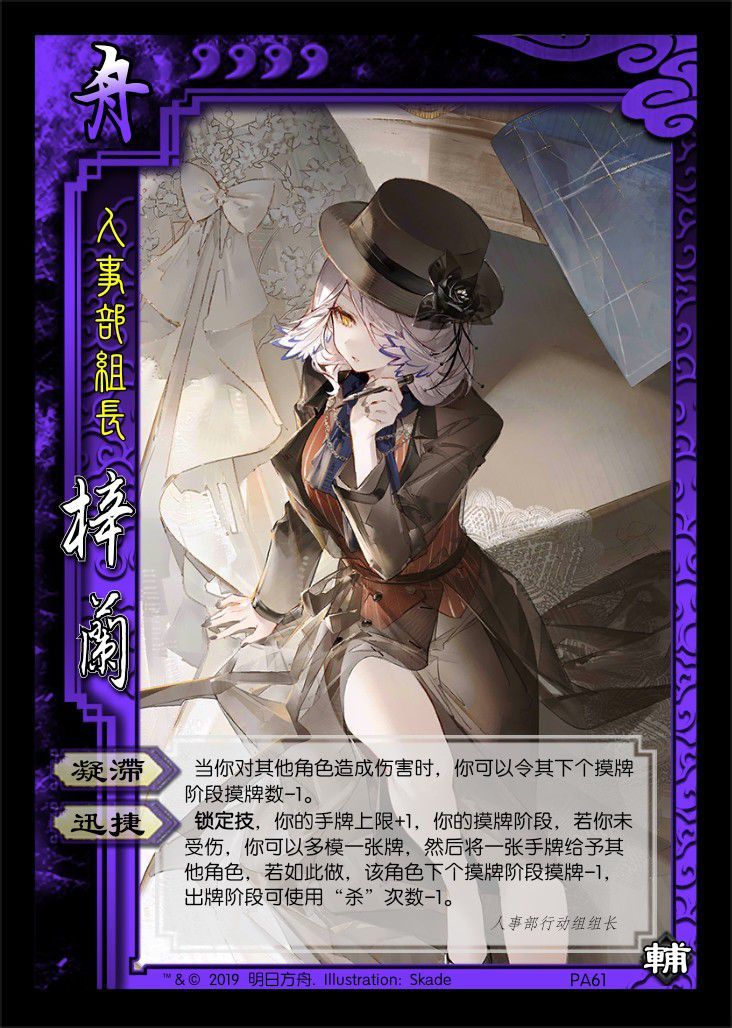 舟
人事部組長
梓蘭
凝滞
当你对其他角色造成伤害时，你可以令其下个摸牌
阶段摸牌数-1。
迅捷
锁定技，你的手牌上限+1，你的摸牌阶段，若你未
受伤，你可以多模一张牌，然后将一张手牌给予其
他角色，若如此做，该角色下个摸牌阶段摸牌-1，
出牌阶段可使用“杀”次数-1。
人事部行动组组长
輔
™ & © 2019 明日方舟. Illustration: Skade
PA61